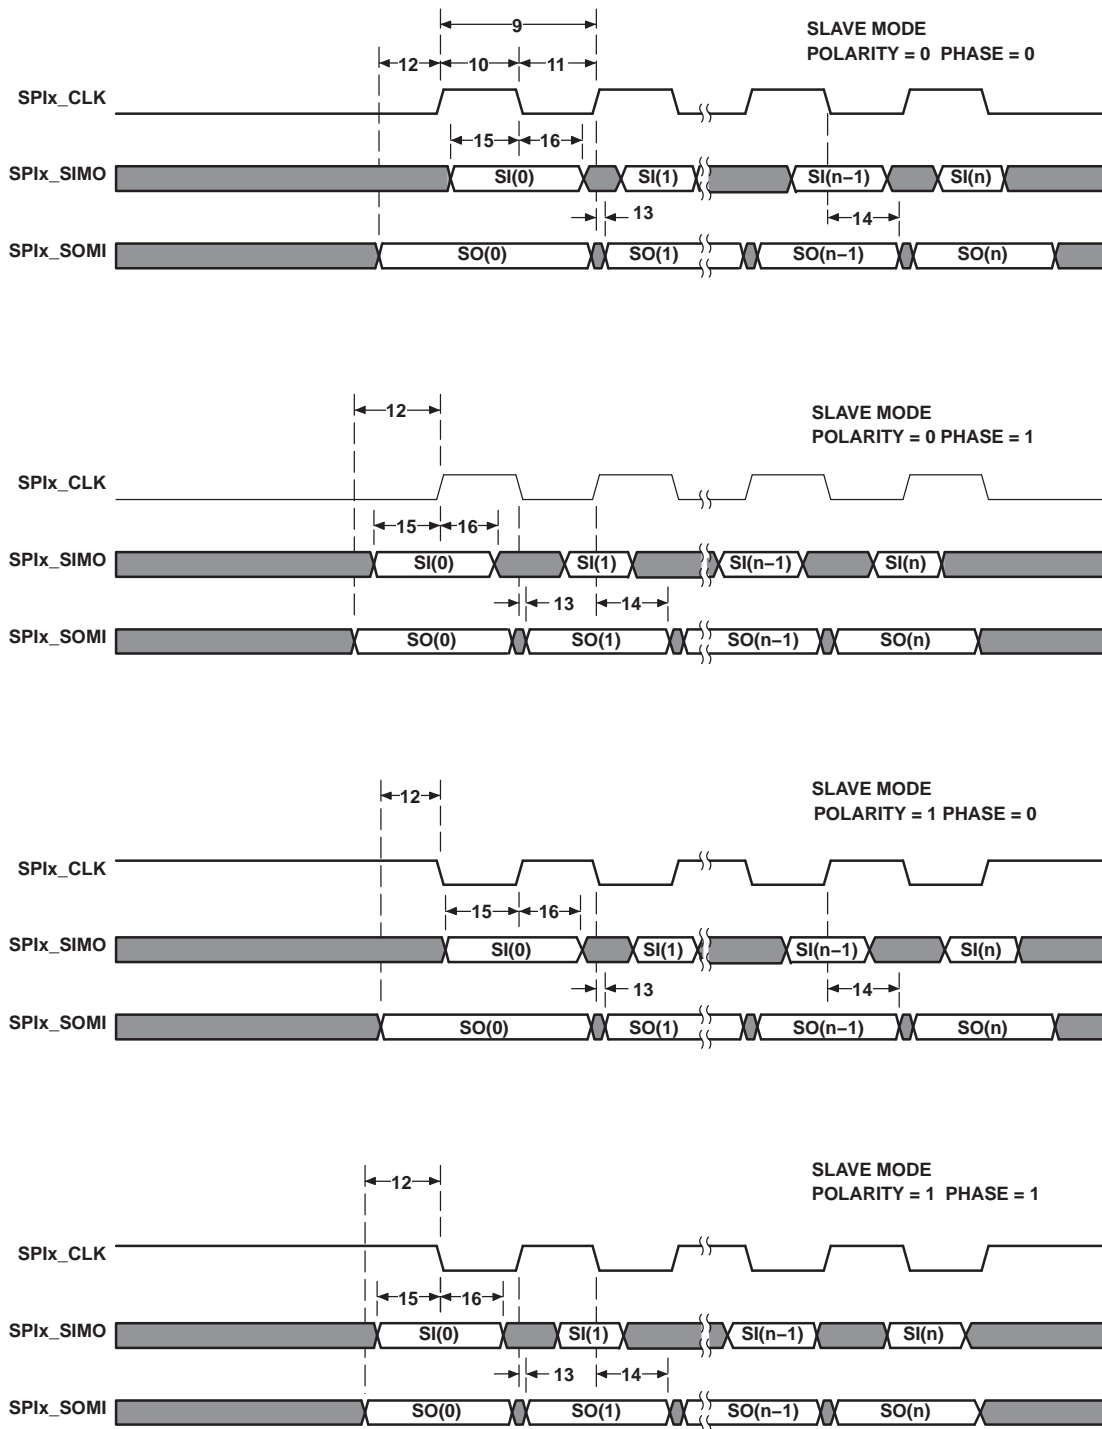 9
SLAVE MODE
POLARITY = 0 PHASE = 0
12 10 11
SPIx_CLK
15 16
SPIx_SIMO SI(0) SI(1) SI(n−1) SI(n)
13 14
SPIx_SOMI SO(0) SO(1) SO(n−1) SO(n)
12
SLAVE MODE
POLARITY = 0 PHASE = 1
SPIx_CLK
15 16
SPIx_SIMO SI(0) SI(1) SI(n−1) SI(n)
13 14
SPIx_SOMI SO(0) SO(1) SO(n−1) SO(n)
12
SLAVE MODE
POLARITY = 1 PHASE = 0
SPIx_CLK
15 16
SPIx_SIMO SI(0) SI(1) SI(n−1) SI(n)
13 14
SPIx_SOMI SO(0) SO(1) SO(n−1) SO(n)
12
SLAVE MODE
POLARITY = 1 PHASE = 1
SPIx_CLK
15 16
SPIx_SIMO SI(0) SI(1) SI(n−1) SI(n)
13 14
SPIx_SOMI SO(0) SO(1) SO(n−1) SO(n)